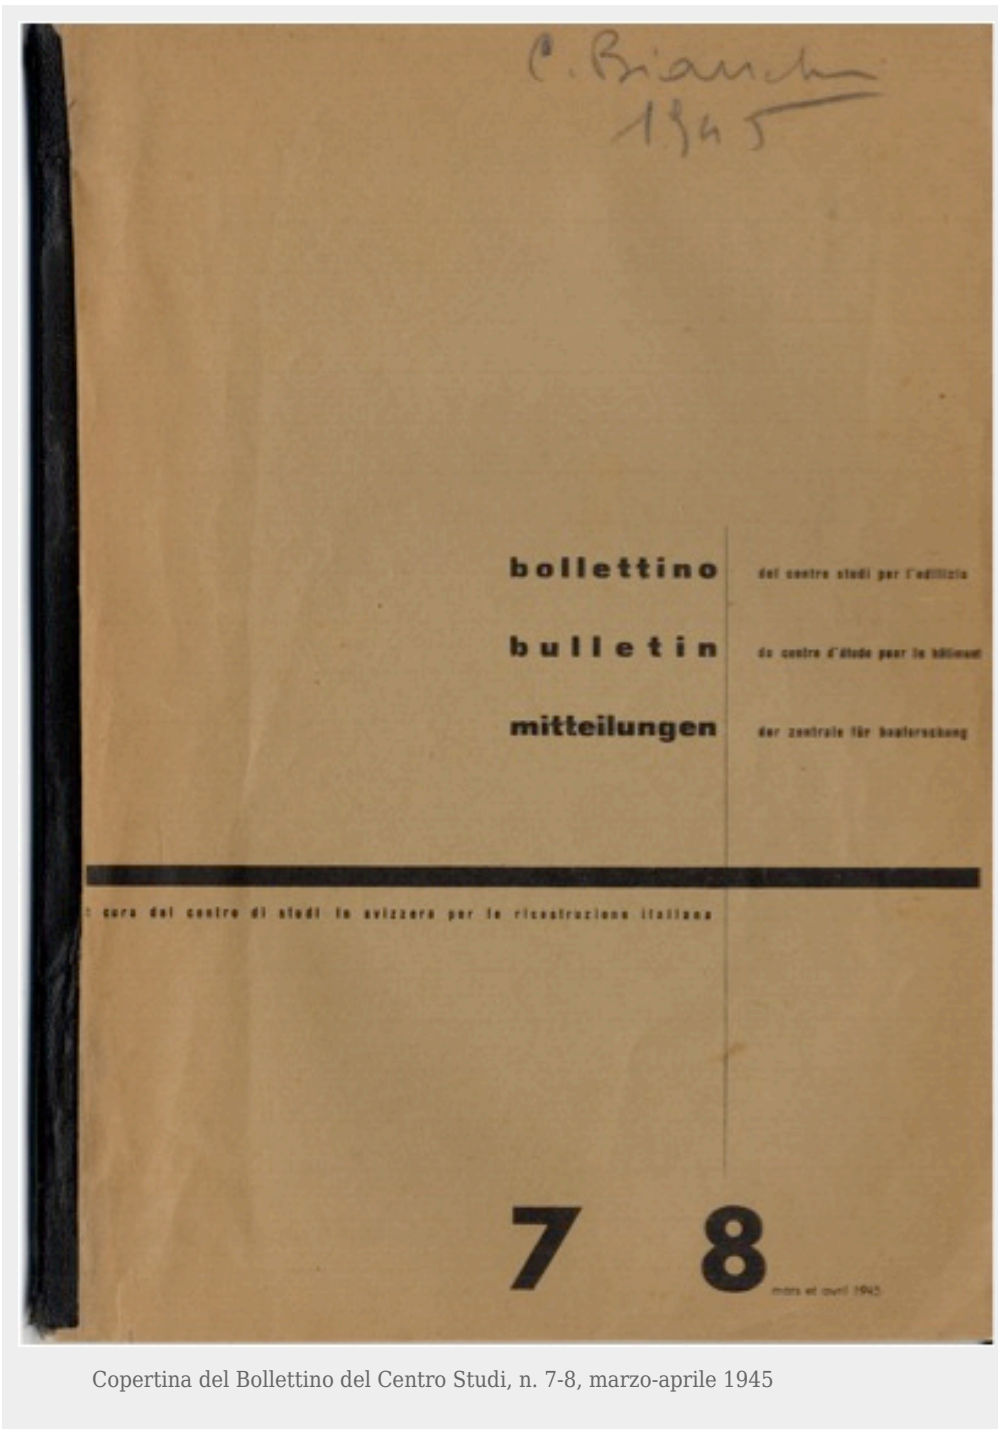 C. Bianchi
1945
bollettino del centro studi per l'edilizia
bulletin du centre d'étude pour le bâtiment
mitteilungen der zentrale für bauforschung
cura del centro di studi in svizzera per la ricostruzione italiana
7 8 mars et avril 1945
Copertina del Bollettino del Centro Studi, n. 7-8, marzo-aprile 1945